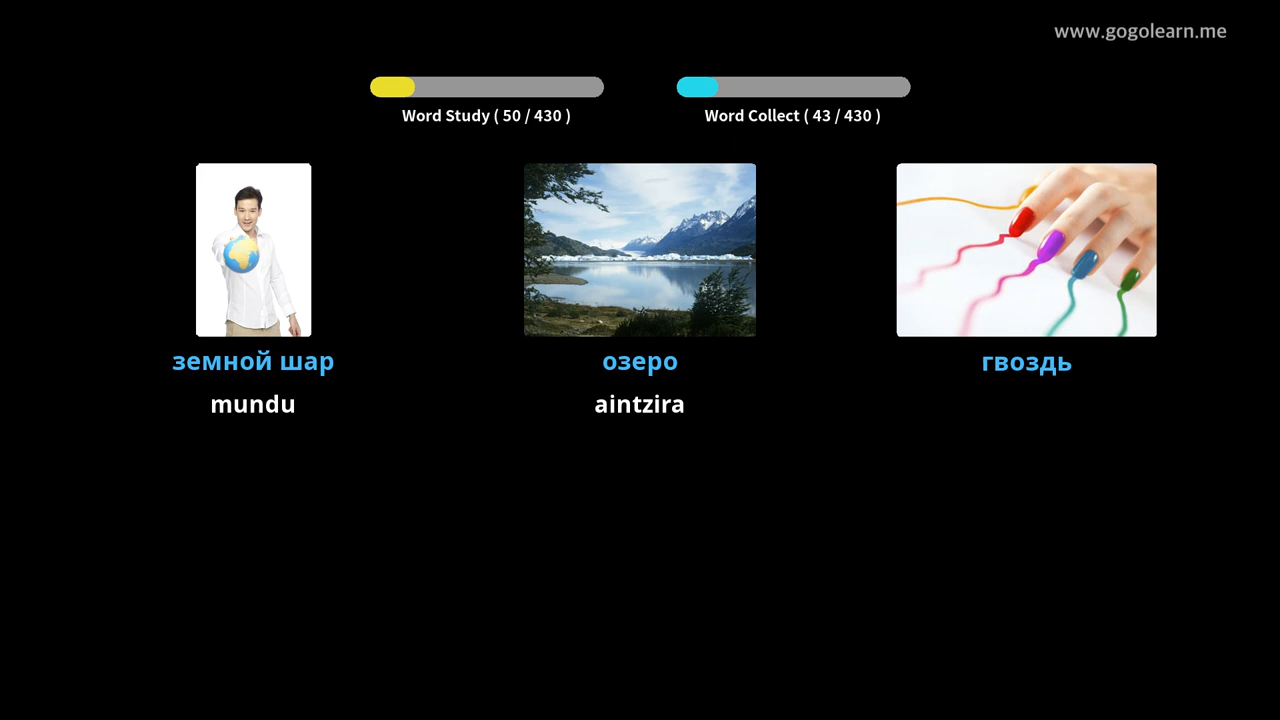 www.gogolearn.me
Word Study ( 50 / 430 )
Word Collect ( 43 / 430 )
земной шар
озеро
гвоздь
mundu
aintzira